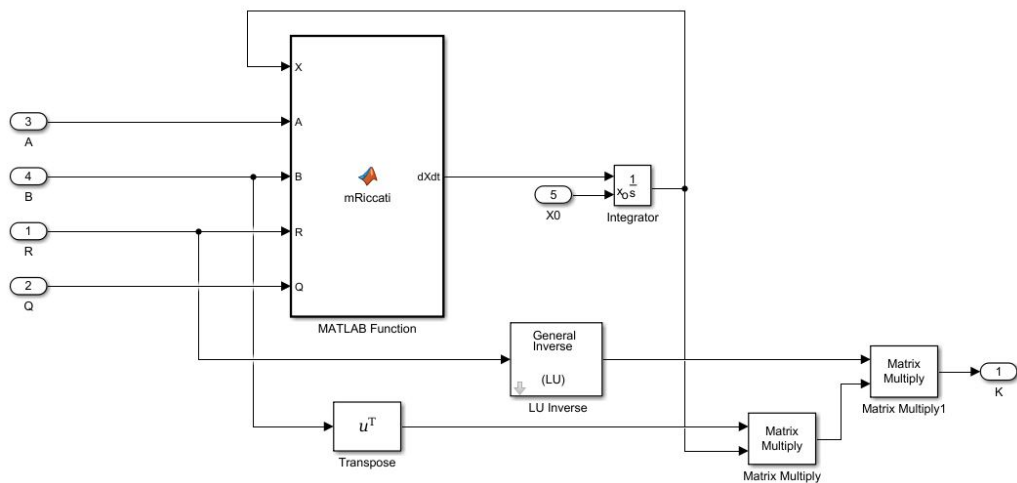 X
3
A
A
4
B
B
dXdt
mRiccati
5
X0
x₀ 1/s
Integrator
1
R
R
2
Q
Q
MATLAB Function
General
Inverse
(LU)
LU Inverse
Matrix
Multiply
Matrix Multiply1
1
K
uᵀ
Transpose
Matrix
Multiply
Matrix Multiply